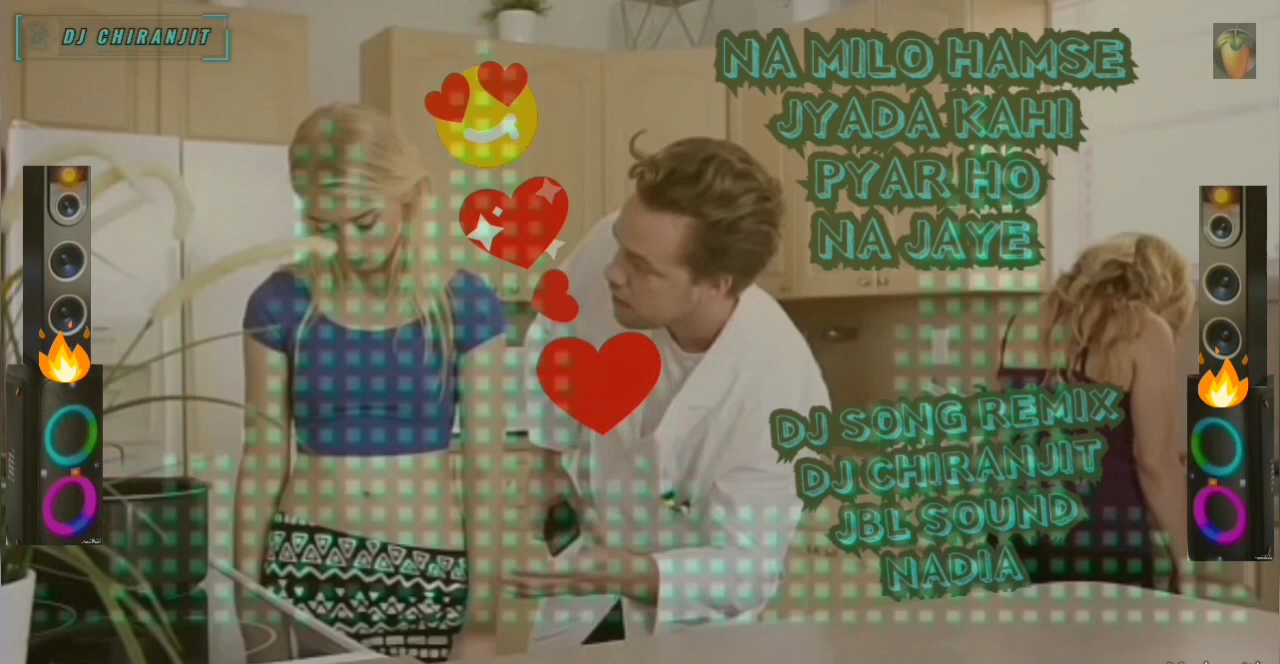 DJ CHIRANJIT
NA MILO HAMSE
JYADA KAHI
PYAR HO
NA JAYE
DJ SONG REMIX
DJ CHIRANJIT
JBL SOUND
NADIA